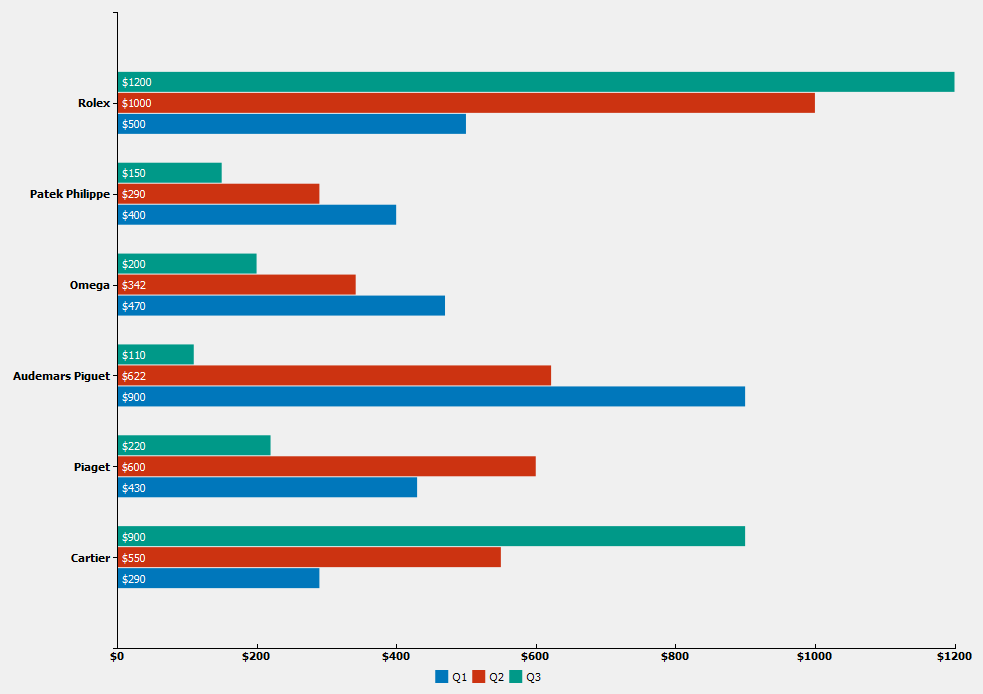 $1200
Rolex $1000
$500
$150
Patek Philippe $290
$400
$200
Omega $342
$470
$110
Audemars Piguet $622
$900
$220
Piaget $600
$430
$900
Cartier $550
$290
$0 $200 $400 $600 $800 $1000 $1200
Q1 Q2 Q3